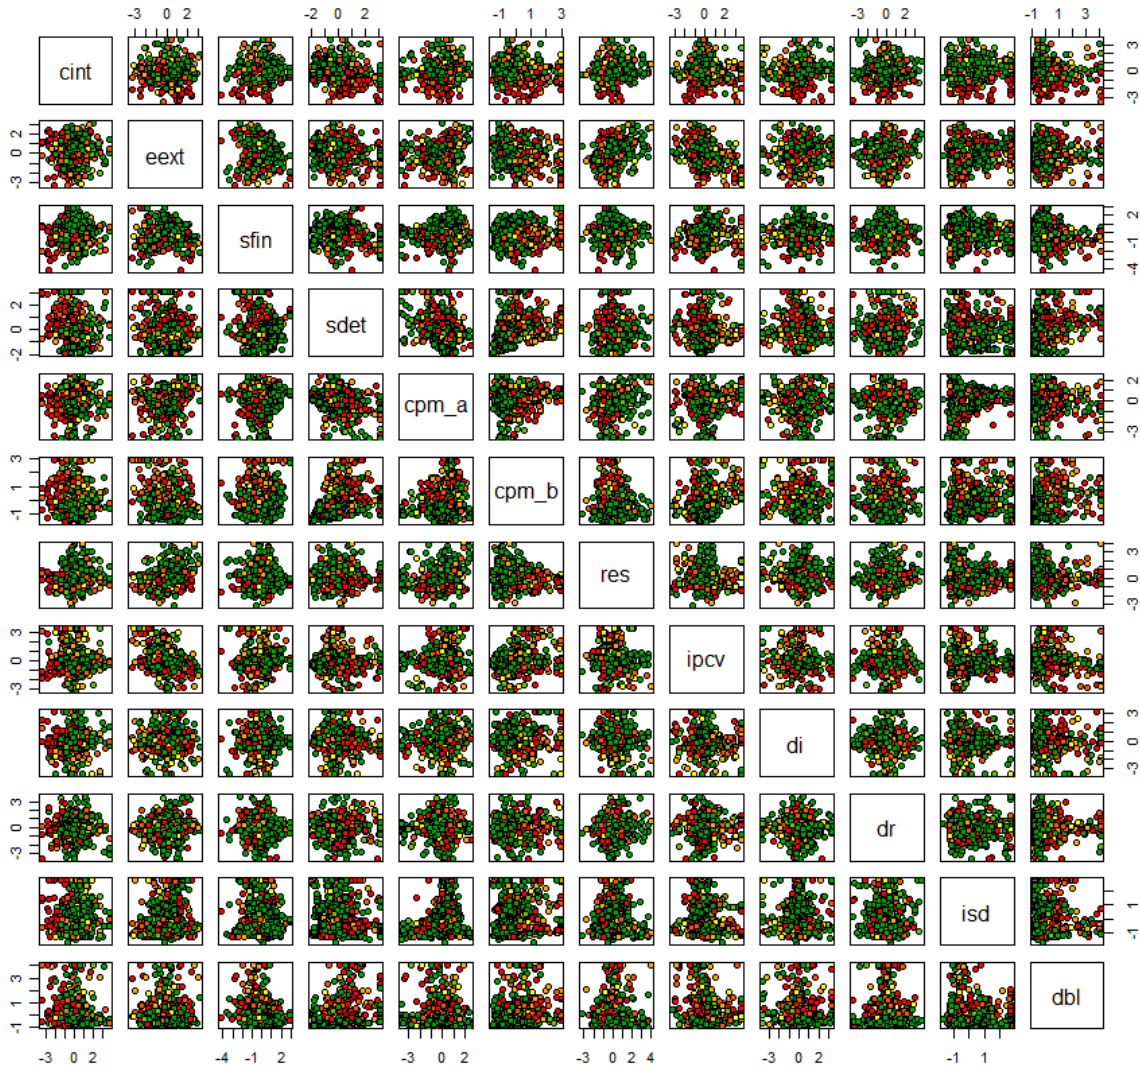 -3 0 2 -2 0 2 -1 1 3 -3 0 2 -3 0 2 -1 1 3
cint -3 0 3
-3 0 2 eext
sfin -4 -1 2
-2 0 2 sdet
cpm_a -3 0 2
-1 1 3 cpm_b
res -3 0 3
-3 0 3 ipcv
di -3 0 3
-3 0 3 dr
isd -1 1
-1 1 3 dbl
-3 0 2 -4 -1 2 -3 0 2 -3 0 2 4 -3 0 3 -1 1